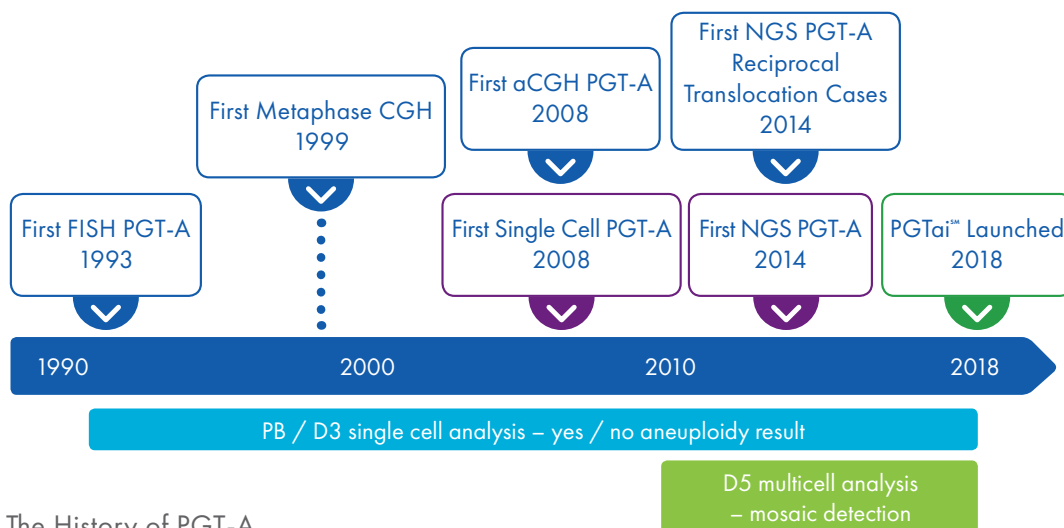 First FISH PGT-A
1993
First Metaphase CGH
1999
First aCGH PGT-A
2008
First Single Cell PGT-A
2008
First NGS PGT-A
Reciprocal
Translocation Cases
2014
First NGS PGT-A
2014
PGTai℠ Launched
2018
1990
2000
2010
2018
PB / D3 single cell analysis – yes / no aneuploidy result
D5 multicell analysis
– mosaic detection
The History of PGT-A